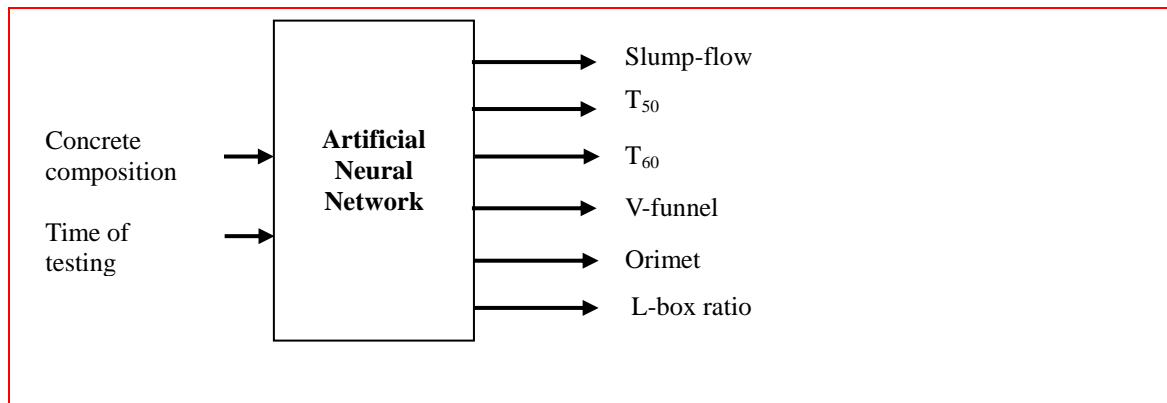 Concrete
composition
Time of
testing
Artificial
Neural
Network
Slump-flow
T₅₀
T₆₀
V-funnel
Orimet
L-box ratio